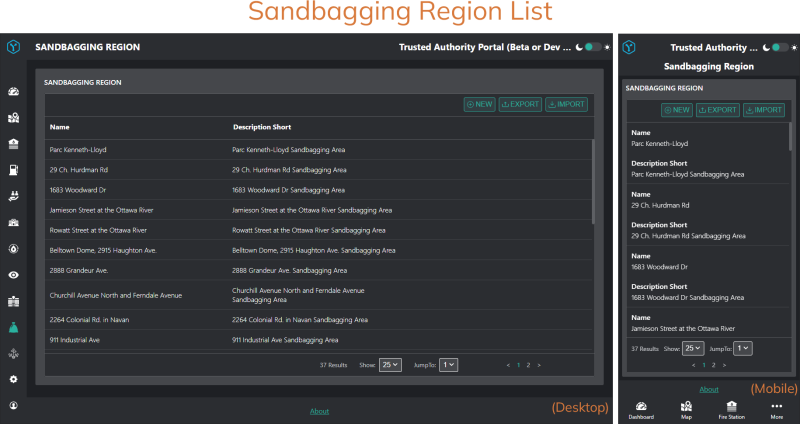 Sandbagging Region List
SANDBAGGING REGION
Trusted Authority Portal (Beta or Dev ...
SANDBAGGING REGION
NEW EXPORT IMPORT
Name Description Short
Parc Kenneth-Lloyd Parc Kenneth-Lloyd Sandbagging Area
29 Ch. Hurdman Rd 29 Ch. Hurdman Rd Sandbagging Area
1683 Woodward Dr 1683 Woodward Dr Sandbagging Area
Jamieson Street at the Ottawa River Jamieson Street at the Ottawa River Sandbagging Area
Rowatt Street at the Ottawa River Rowatt Street at the Ottawa River Sandbagging Area
Belltown Dome, 2915 Haughton Ave. Belltown Dome, 2915 Haughton Ave. Sandbagging Area
2888 Grandeur Ave. 2888 Grandeur Ave. Sandbagging Area
Churchill Avenue North and Ferndale Avenue Churchill Avenue North and Ferndale Avenue
Sandbagging Area
2264 Colonial Rd. in Navan 2264 Colonial Rd. in Navan Sandbagging Area
911 Industrial Ave 911 Industrial Ave Sandbagging Area
37 Results Show: 25 JumpTo: 1 < 1 2 >
About
(Desktop)
Trusted Authority ...
Sandbagging Region
SANDBAGGING REGION
NEW EXPORT IMPORT
Name
Parc Kenneth-Lloyd
Description Short
Parc Kenneth-Lloyd Sandbagging Area
Name
29 Ch. Hurdman Rd
Description Short
29 Ch. Hurdman Rd Sandbagging Area
Name
1683 Woodward Dr
Description Short
1683 Woodward Dr Sandbagging Area
Name
Jamieson Street at the Ottawa River
37 Results Show: 25 JumpTo: 1
< 1 2 >
About
(Mobile)
Dashboard Map Fire Station More